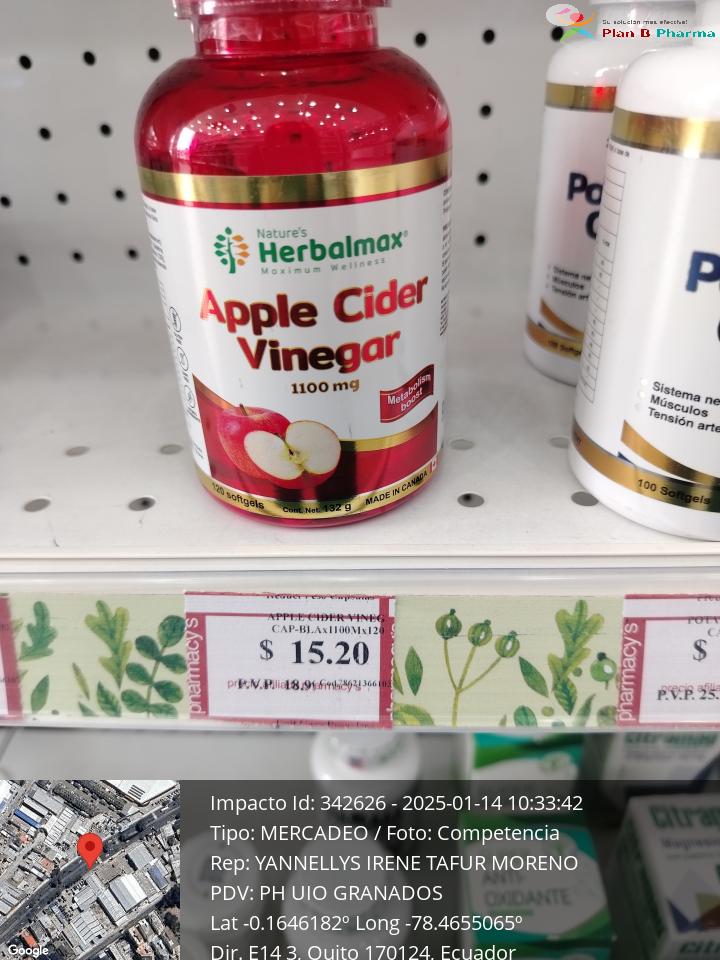 Su solución más efectiva!
Plan B Pharma
Nature's
Herbalmax®
Maximum Wellness
Apple Cider
Vinegar
1100 mg
Metabolism
boost
120 softgels
Cont. Net. 132 g
MADE IN CANADA
Sistema ne
Músculos
Tensión arte
100 Softgels
pharmacy's
APPLE CIDER VINEG
CAP-BLAx1100Mx120
$ 15.20
P.V.P. 18.9
pharmacy's
$
P.V.P. 25.
Citramag
Magnesi
ANTI
OXIDANTE
Impacto Id: 342626 - 2025-01-14 10:33:42
Tipo: MERCADEO / Foto: Competencia
Rep: YANNELLYS IRENE TAFUR MORENO
PDV: PH UIO GRANADOS
Lat -0.1646182º Long -78.4655065º
Dir. E14 3, Quito 170124, Ecuador
Google